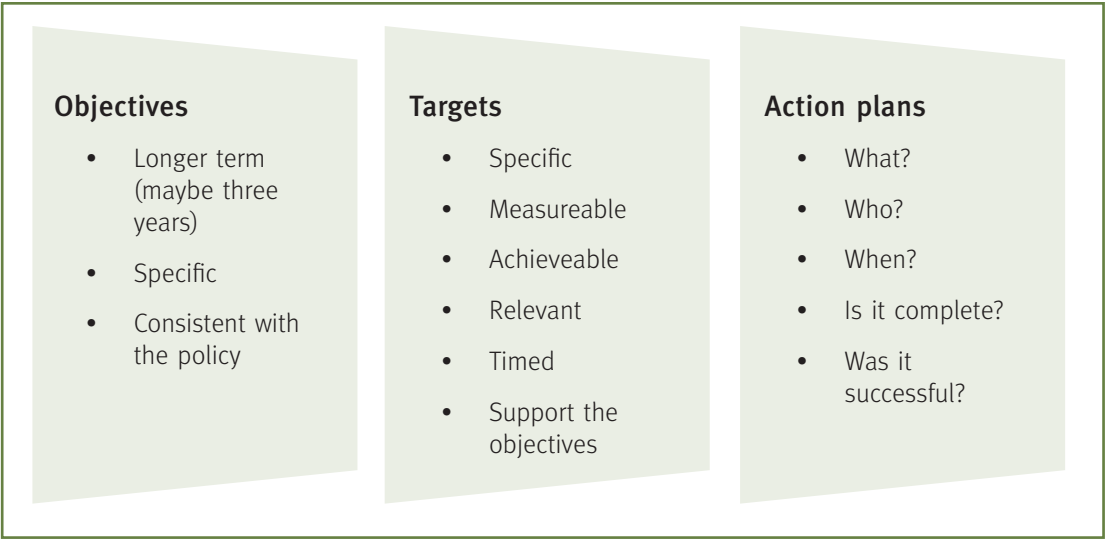 Objectives
• Longer term
(maybe three
years)
• Specific
• Consistent with
the policy
Targets
• Specific
• Measureable
• Achieveable
• Relevant
• Timed
• Support the
objectives
Action plans
• What?
• Who?
• When?
• Is it complete?
• Was it
successful?